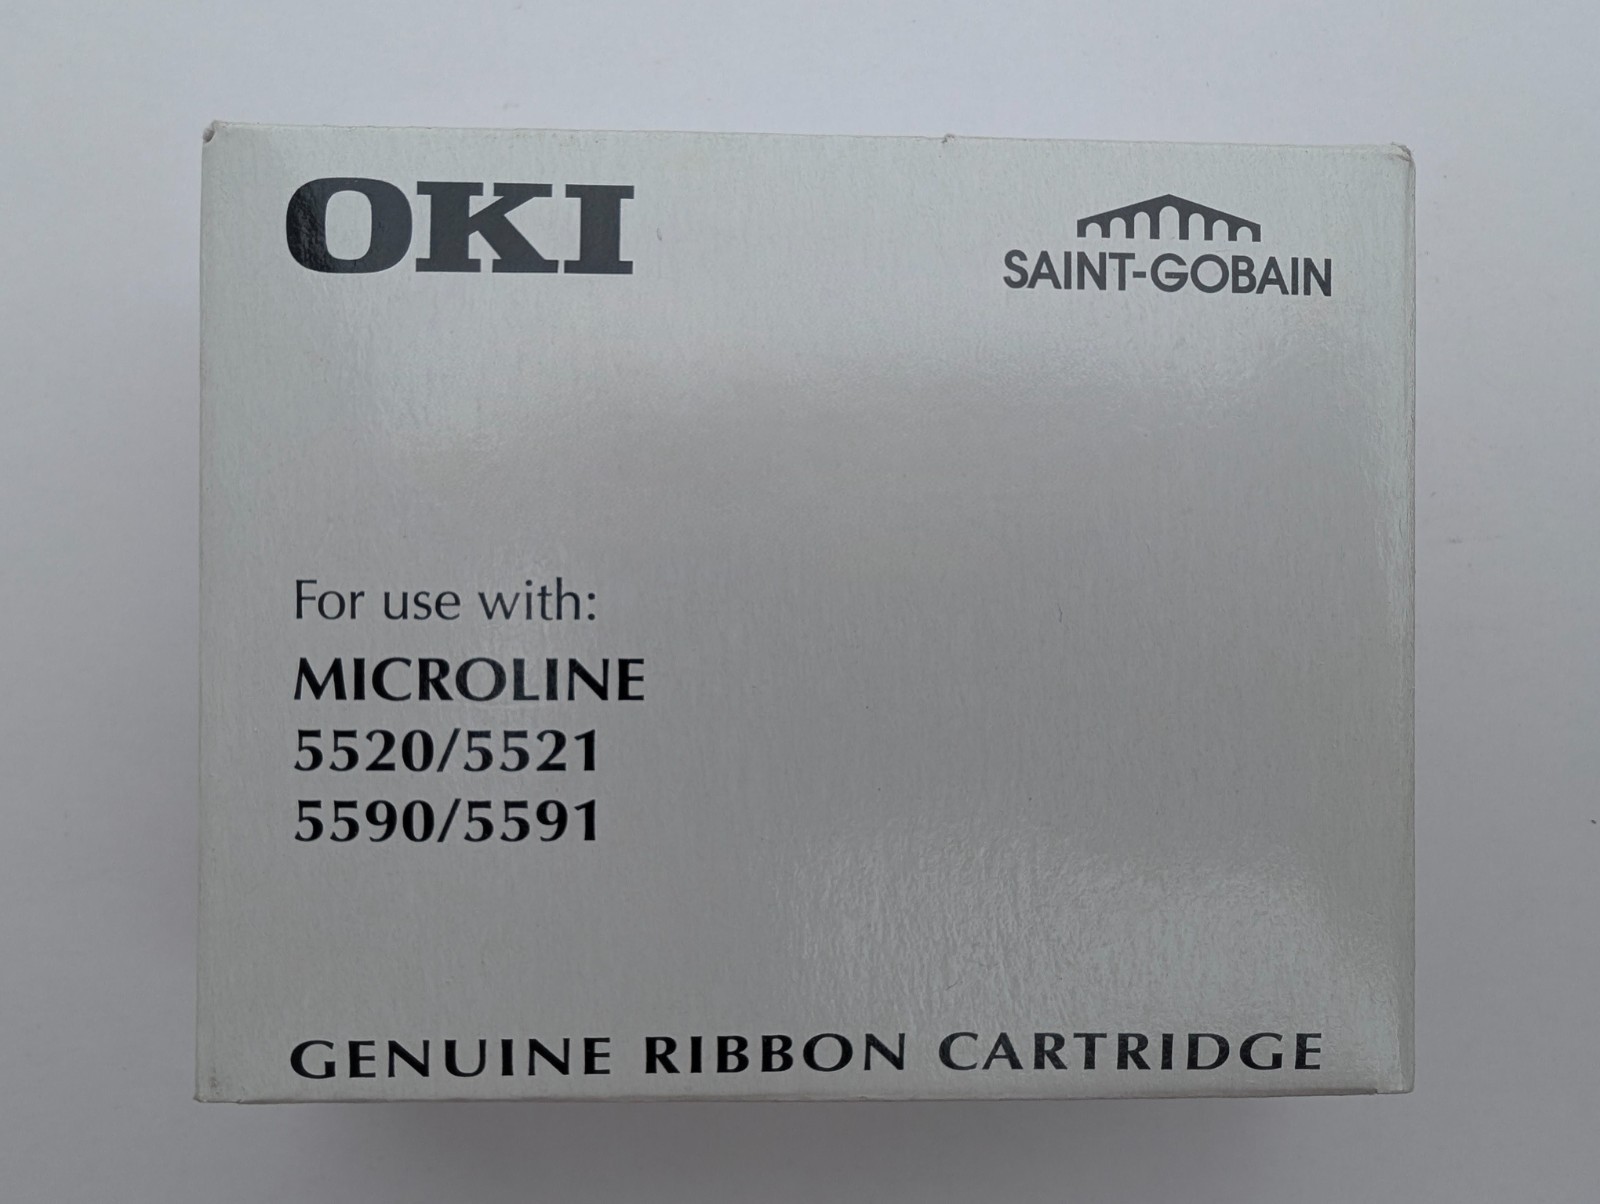 OKI
SAINT-GOBAIN
For use with:
MICROLINE
5520/5521
5590/5591
GENUINE RIBBON CARTRIDGE